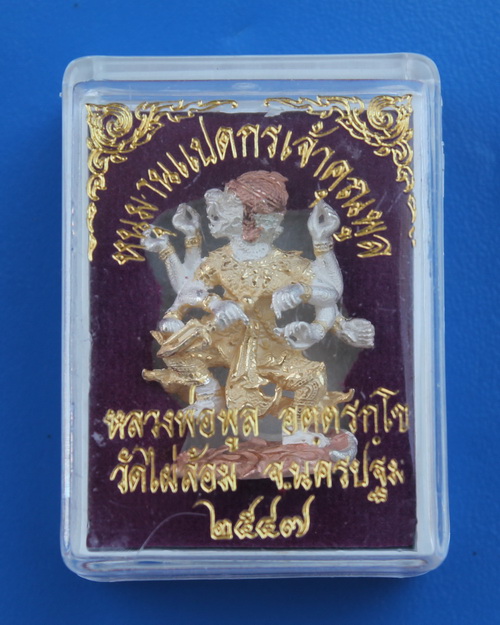 หนุมานแปดกรเจ้าคุณพูล
หลวงพ่อพูล อตฺตรกฺโข
วัดไผ่ล้อม จ.นครปฐม
๒๕๔๗